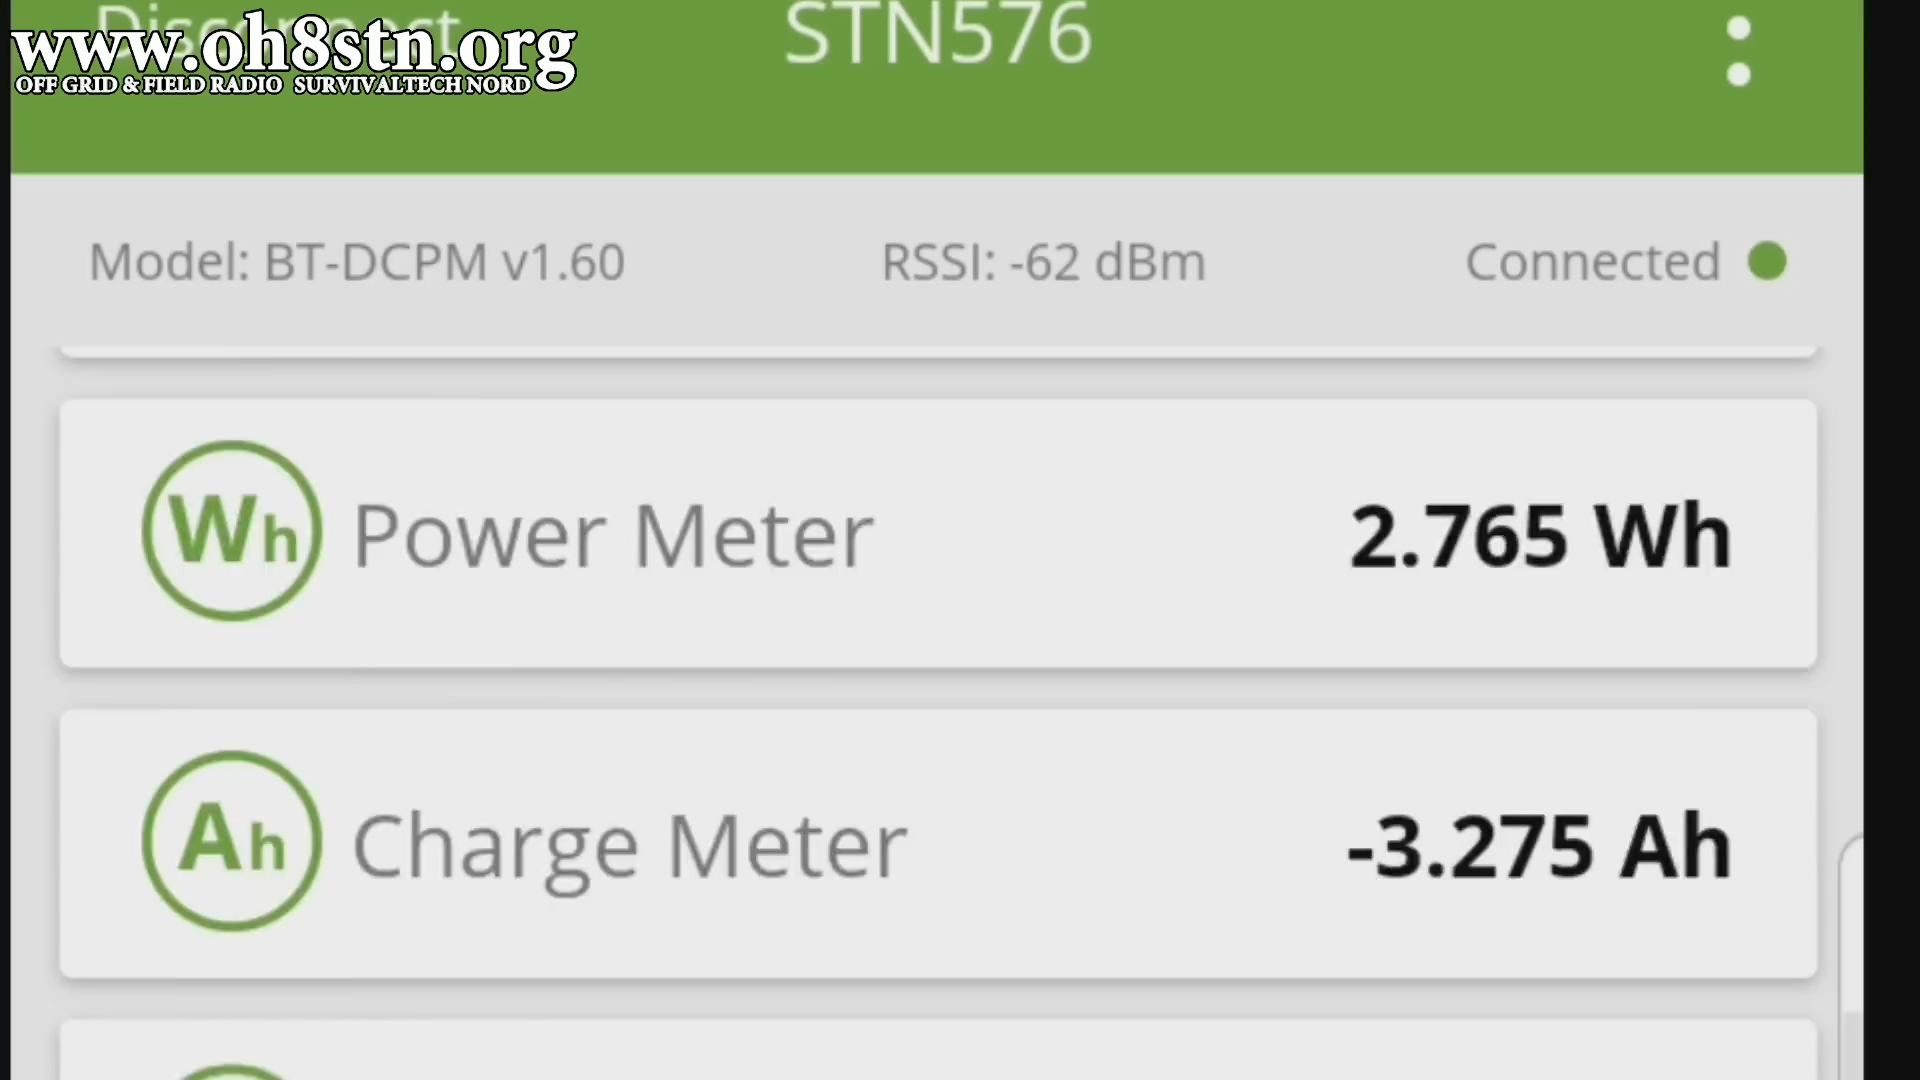 www.oh8stn.org
OFF GRID & FIELD RADIO SURVIVALTECH NORD
STN576
Model: BT-DCPM v1.60
RSSI: -62 dBm
Connected
Wh
Power Meter
2.765 Wh
Ah
Charge Meter
-3.275 Ah